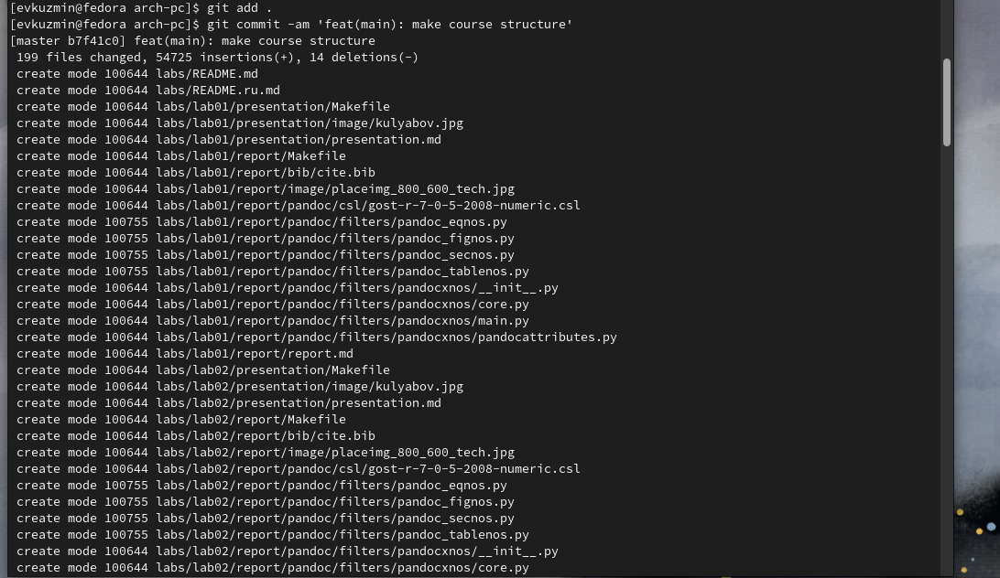 [evkuzmin@fedora arch-pc]$ git add .
[evkuzmin@fedora arch-pc]$ git commit -am 'feat(main): make course structure'
[master b7f41c0] feat(main): make course structure
199 files changed, 54725 insertions(+), 14 deletions(-)
create mode 100644 labs/README.md
create mode 100644 labs/README.ru.md
create mode 100644 labs/lab01/presentation/Makefile
create mode 100644 labs/lab01/presentation/image/kulyabov.jpg
create mode 100644 labs/lab01/presentation/presentation.md
create mode 100644 labs/lab01/report/Makefile
create mode 100644 labs/lab01/report/bib/cite.bib
create mode 100644 labs/lab01/report/image/placeimg_800_600_tech.jpg
create mode 100644 labs/lab01/report/pandoc/csl/gost-r-7-0-5-2008-numeric.csl
create mode 100755 labs/lab01/report/pandoc/filters/pandoc_eqnos.py
create mode 100755 labs/lab01/report/pandoc/filters/pandoc_fignos.py
create mode 100755 labs/lab01/report/pandoc/filters/pandoc_secnos.py
create mode 100755 labs/lab01/report/pandoc/filters/pandoc_tablenos.py
create mode 100644 labs/lab01/report/pandoc/filters/pandocxnos/__init__.py
create mode 100644 labs/lab01/report/pandoc/filters/pandocxnos/core.py
create mode 100644 labs/lab01/report/pandoc/filters/pandocxnos/main.py
create mode 100644 labs/lab01/report/pandoc/filters/pandocxnos/pandocattributes.py
create mode 100644 labs/lab01/report/report.md
create mode 100644 labs/lab02/presentation/Makefile
create mode 100644 labs/lab02/presentation/image/kulyabov.jpg
create mode 100644 labs/lab02/presentation/presentation.md
create mode 100644 labs/lab02/report/Makefile
create mode 100644 labs/lab02/report/bib/cite.bib
create mode 100644 labs/lab02/report/image/placeimg_800_600_tech.jpg
create mode 100644 labs/lab02/report/pandoc/csl/gost-r-7-0-5-2008-numeric.csl
create mode 100755 labs/lab02/report/pandoc/filters/pandoc_eqnos.py
create mode 100755 labs/lab02/report/pandoc/filters/pandoc_fignos.py
create mode 100755 labs/lab02/report/pandoc/filters/pandoc_secnos.py
create mode 100755 labs/lab02/report/pandoc/filters/pandoc_tablenos.py
create mode 100644 labs/lab02/report/pandoc/filters/pandocxnos/__init__.py
create mode 100644 labs/lab02/report/pandoc/filters/pandocxnos/core.py